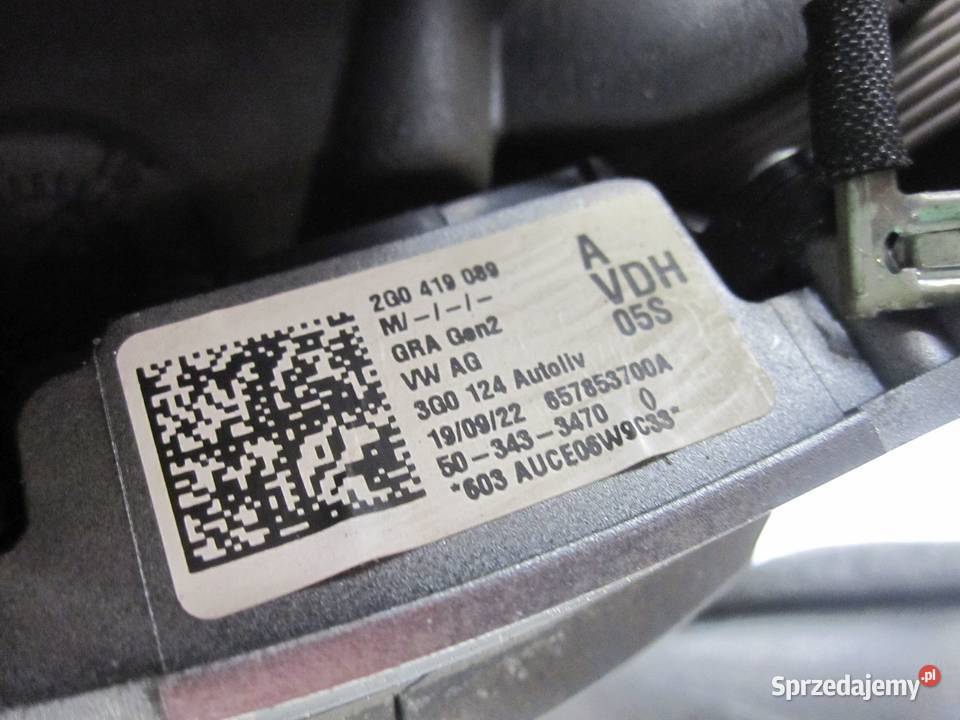 2G0 419 089
M/-/-/-
GRA Gen2
VW AG
3G0 124 Autoliv
19/09/22 657853700A
50-343-3470 0
*603 AUCE06W9C33*
A
VDH
05S
Sprzedajemy.pl